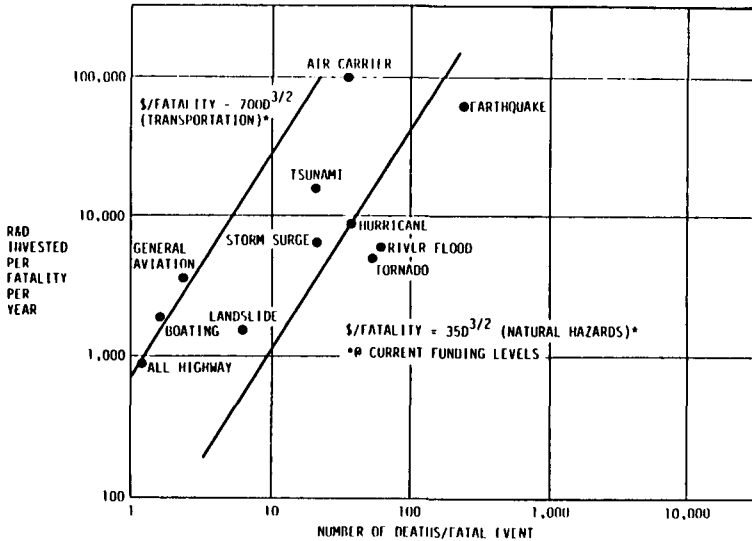 AIR CARRIER
100,000
$/FATALITY - 700D3/2
(TRANSPORTATION)*
EARTHQUAKE
TSUNAMI
10,000
HURRICANE
R&D
INVESTED
PER
FATALITY
PER
YEAR
STORM SURGE
RIVER FLOOD
GENERAL
AVIATION
TORNADO
LANDSLIDE
BOATING
$/FATALITY = 35D3/2 (NATURAL HAZARDS)*
*@ CURRENT FUNDING LEVELS
1,000
ALL HIGHWAY
100
1
10
100
1,000
10,000
NUMBER OF DEATHS/FATAL EVENT